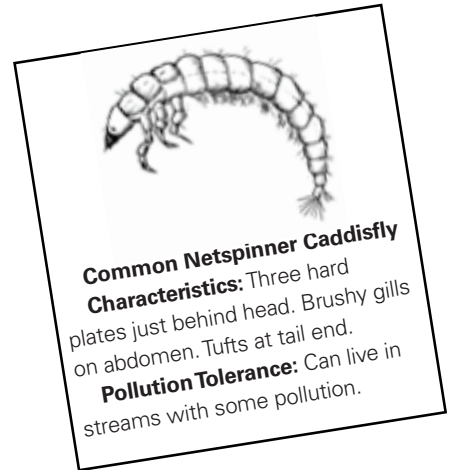 Common Netspinner Caddisfly
Characteristics: Three hard
plates just behind head. Brushy gills
on abdomen. Tufts at tail end.
Pollution Tolerance: Can live in
streams with some pollution.